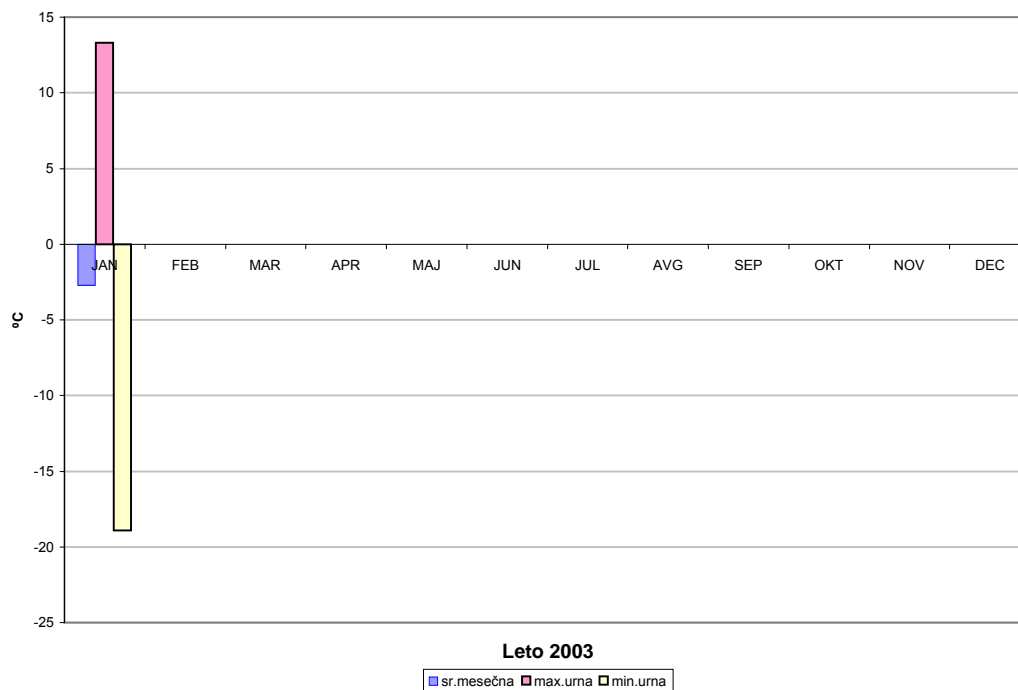 15
10
5
0
JAN FEB MAR APR MAJ JUN JUL AVG SEP OKT NOV DEC
-5
ºC
-10
-15
-20
-25
Leto 2003
sr.mesečna max.urna min.urna